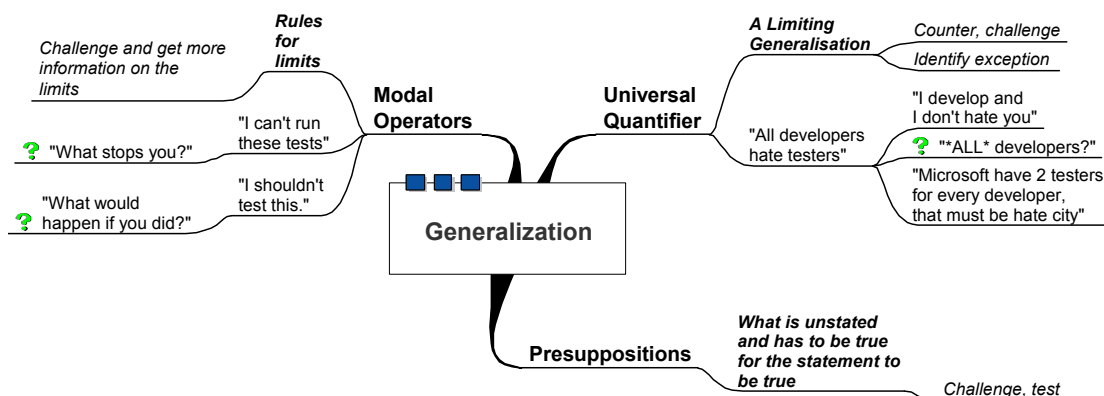 Rules
for
limits
Challenge and get more
information on the
limits
Modal
Operators
"I can't run
these tests"
? "What stops you?"
"I shouldn't
test this."
? "What would
happen if you did?"
Universal
Quantifier
A Limiting
Generalisation
Counter, challenge
Identify exception
"All developers
hate testers"
"I develop and
I don't hate you"
? "*ALL* developers?"
"Microsoft have 2 testers
for every developer,
that must be hate city"
Generalization
Presuppositions
What is unstated
and has to be true
for the statement to
be true
Challenge, test